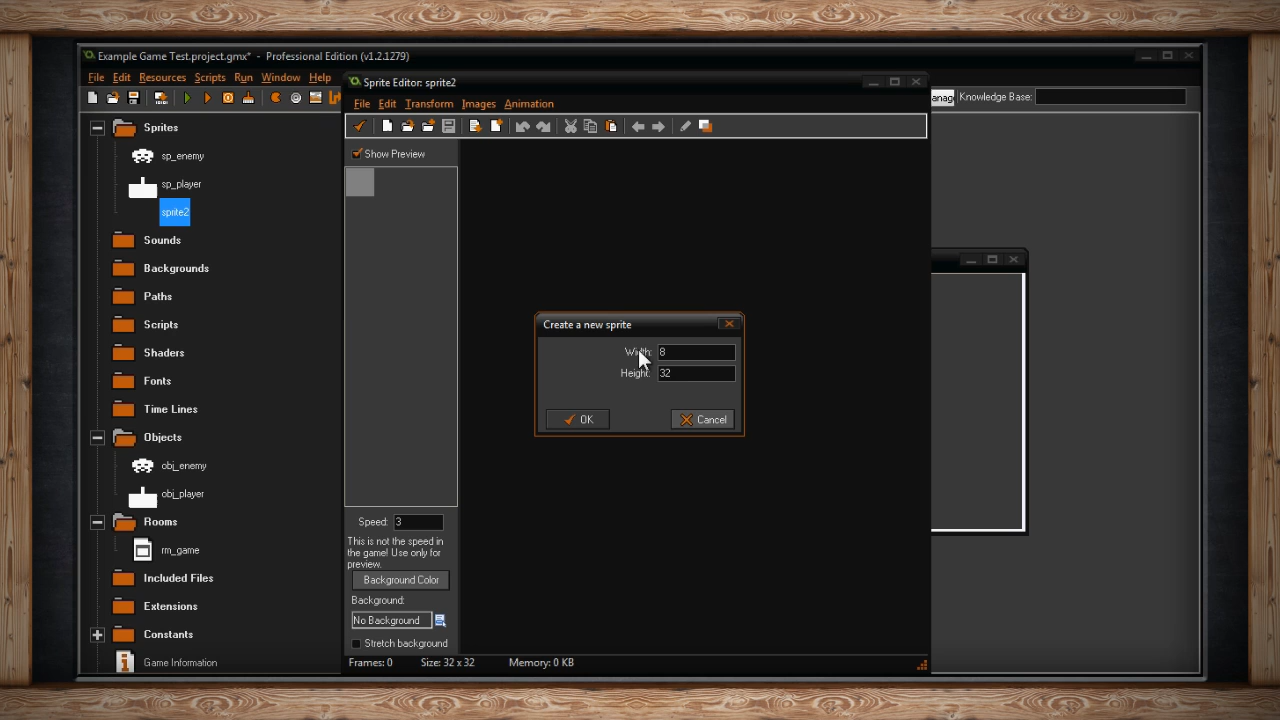 Example Game Test.project.gmx* - Professional Edition (v1.2.1279)
File Edit Resources Scripts Run Window Help
Knowledge Base:
Sprites
sp_enemy
sp_player
sprite2
Sounds
Backgrounds
Paths
Scripts
Shaders
Fonts
Time Lines
Objects
obj_enemy
obj_player
Rooms
rm_game
Included Files
Extensions
Constants
Game Information
Sprite Editor: sprite2
File Edit Transform Images Animation
Show Preview
Speed: 3
This is not the speed in
the game! Use only for
preview.
Background Color
Background:
No Background
Stretch background
Frames: 0 Size: 32 x 32 Memory: 0 KB
Create a new sprite
Width: 8
Height: 32
OK Cancel